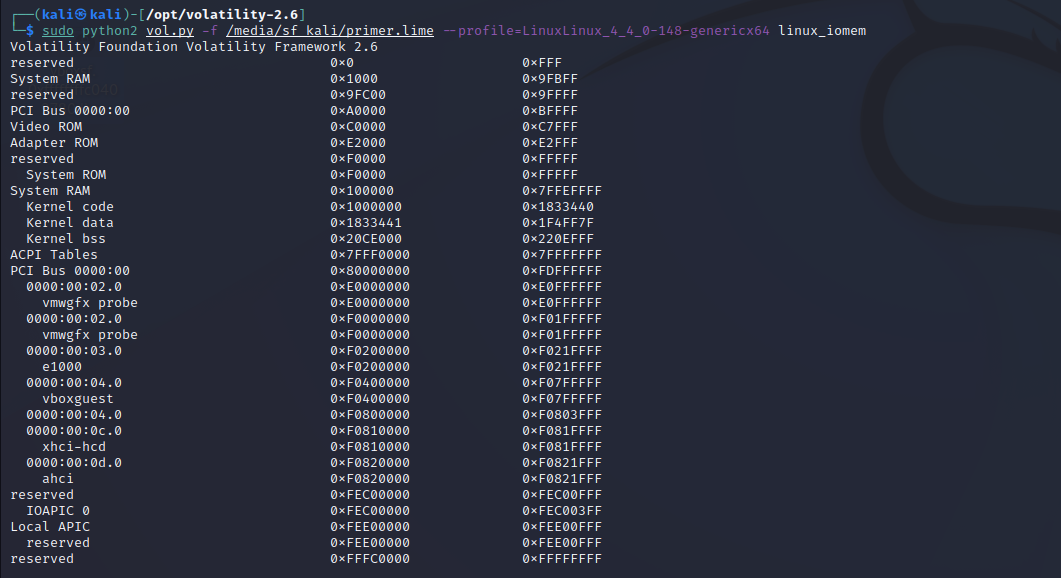 ┌──(kali㉿kali)-[/opt/volatility-2.6]
└─$ sudo python2 vol.py -f /media/sf_kali/primer.lime --profile=LinuxLinux_4_4_0-148-genericx64 linux_iomem
Volatility Foundation Volatility Framework 2.6
reserved 0×0 0×FFF
System RAM 0×1000 0×9FBFF
reserved 0×9FC00 0×9FFFF
PCI Bus 0000:00 0×A0000 0×BFFFF
Video ROM 0×C0000 0×C7FFF
Adapter ROM 0×E2000 0×E2FFF
reserved 0×F0000 0×FFFFF
System ROM 0×F0000 0×FFFFF
System RAM 0×100000 0×7FFEFFFF
Kernel code 0×1000000 0×1833440
Kernel data 0×1833441 0×1F4FF7F
Kernel bss 0×20CE000 0×220EFFF
ACPI Tables 0×7FFF0000 0×7FFFFFFF
PCI Bus 0000:00 0×80000000 0×FDFFFFFF
0000:00:02.0 0×E0000000 0×E0FFFFFF
vmwgfx probe 0×E0000000 0×E0FFFFFF
0000:00:02.0 0×F0000000 0×F01FFFFF
vmwgfx probe 0×F0000000 0×F01FFFFF
0000:00:03.0 0×F0200000 0×F021FFFF
e1000 0×F0200000 0×F021FFFF
0000:00:04.0 0×F0400000 0×F07FFFFF
vboxguest 0×F0400000 0×F07FFFFF
0000:00:04.0 0×F0800000 0×F0803FFF
0000:00:0c.0 0×F0810000 0×F081FFFF
xhci-hcd 0×F0810000 0×F081FFFF
0000:00:0d.0 0×F0820000 0×F0821FFF
ahci 0×F0820000 0×F0821FFF
reserved 0×FEC00000 0×FEC00FFF
IOAPIC 0 0×FEC00000 0×FEC003FF
Local APIC 0×FEE00000 0×FEE00FFF
reserved 0×FEE00000 0×FEE00FFF
reserved 0×FFFC0000 0×FFFFFFFF